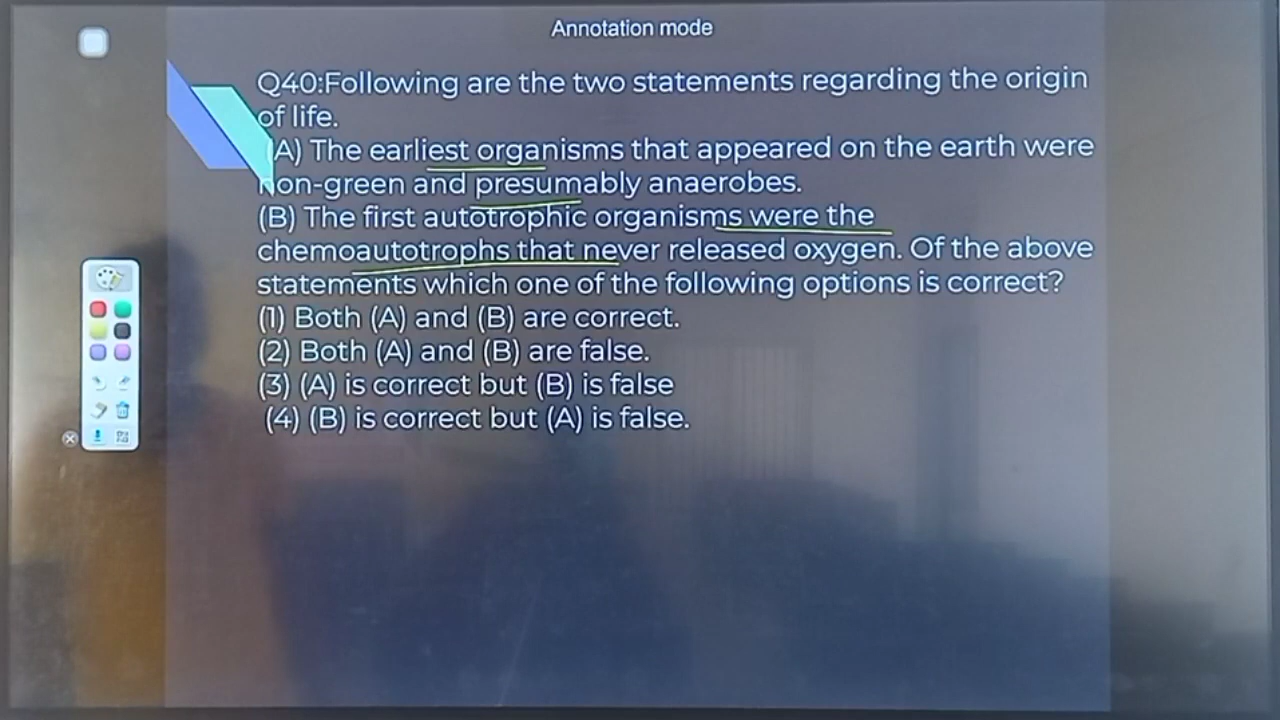 Annotation mode
Q40:Following are the two statements regarding the origin
of life.
(A) The earliest organisms that appeared on the earth were
non-green and presumably anaerobes.
(B) The first autotrophic organisms were the
chemoautotrophs that never released oxygen. Of the above
statements which one of the following options is correct?
(1) Both (A) and (B) are correct.
(2) Both (A) and (B) are false.
(3) (A) is correct but (B) is false
(4) (B) is correct but (A) is false.